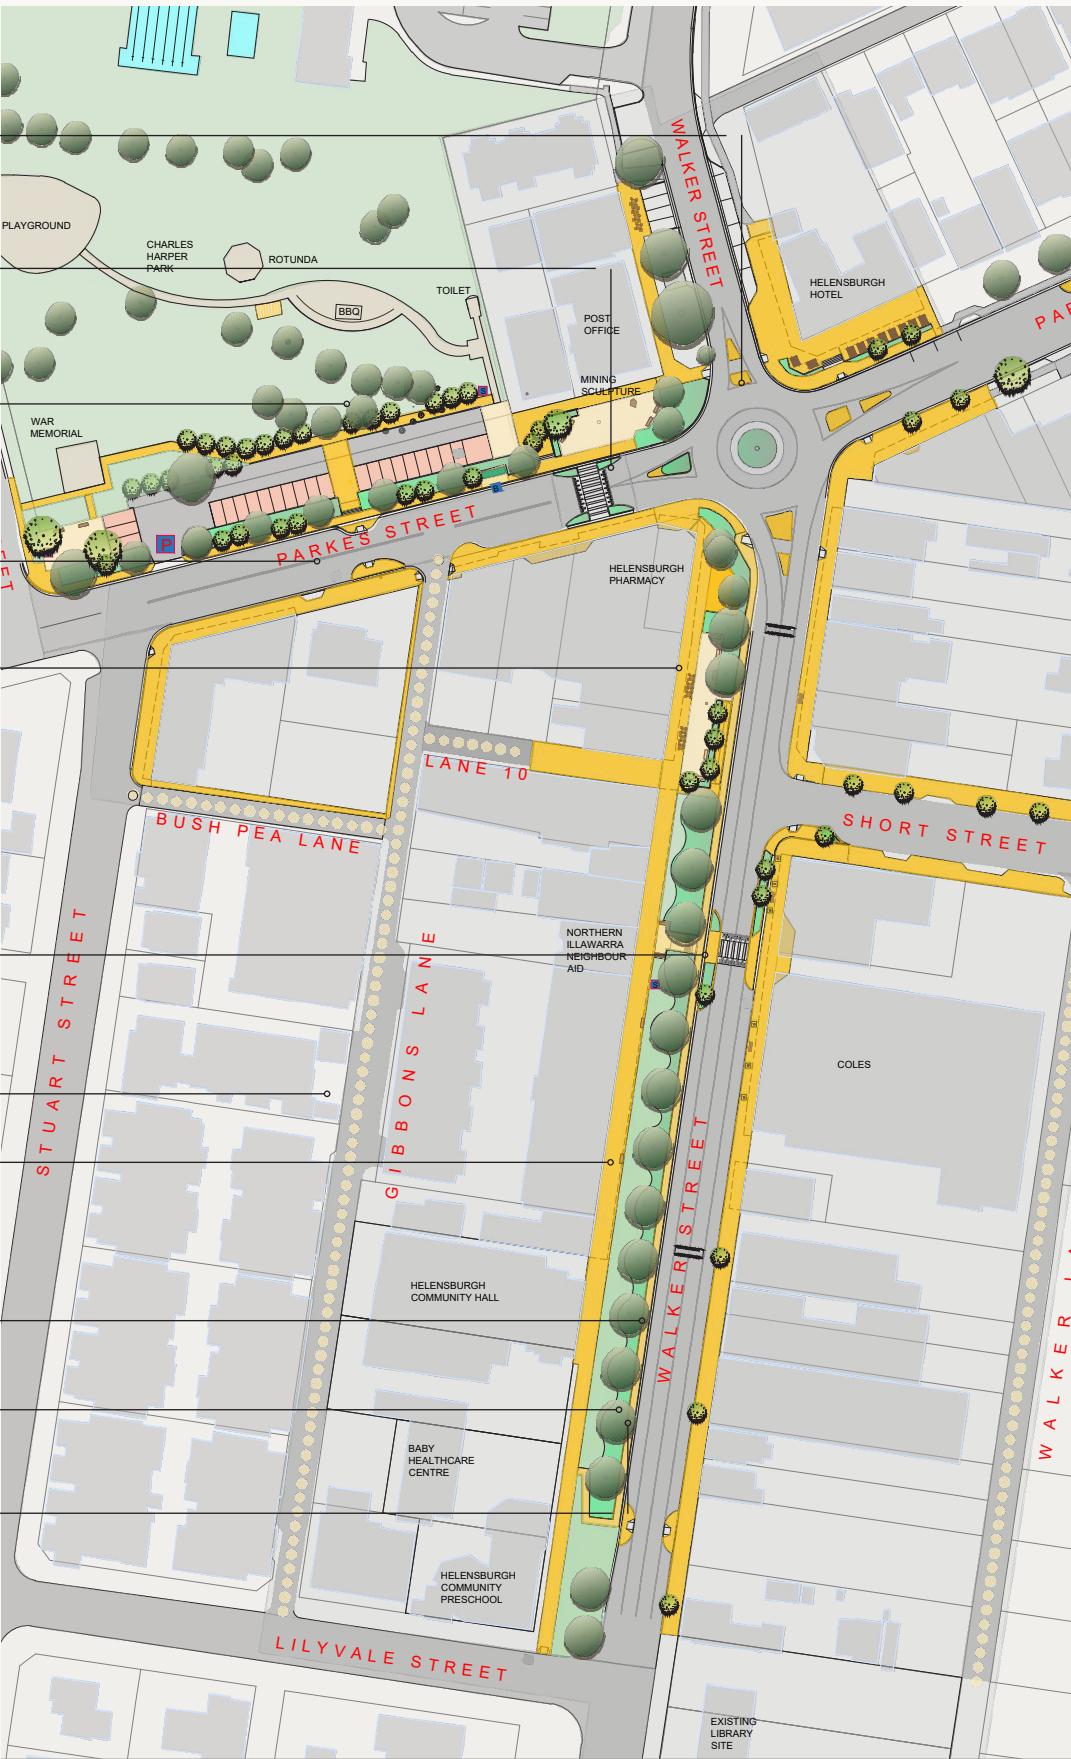 WALKER STREET
PLAYGROUND
CHARLES
HARPER
PARK
ROTUNDA
BBQ
TOILET
HELENSBURGH
HOTEL
POST
OFFICE
MINING
SCULPTURE
WAR
MEMORIAL
S
P
PARKES STREET
HELENSBURGH
PHARMACY
LANE 10
BUSH PEA LANE
SHORT STREET
STUART STREET
GIBBONS LANE
NORTHERN
ILLAWARRA
NEIGHBOUR
AID
S
COLES
WALKER STREET
HELENSBURGH
COMMUNITY HALL
BABY
HEALTHCARE
CENTRE
HELENSBURGH
COMMUNITY
PRESCHOOL
WALKER
LILYVALE STREET
EXISTING
LIBRARY
SITE